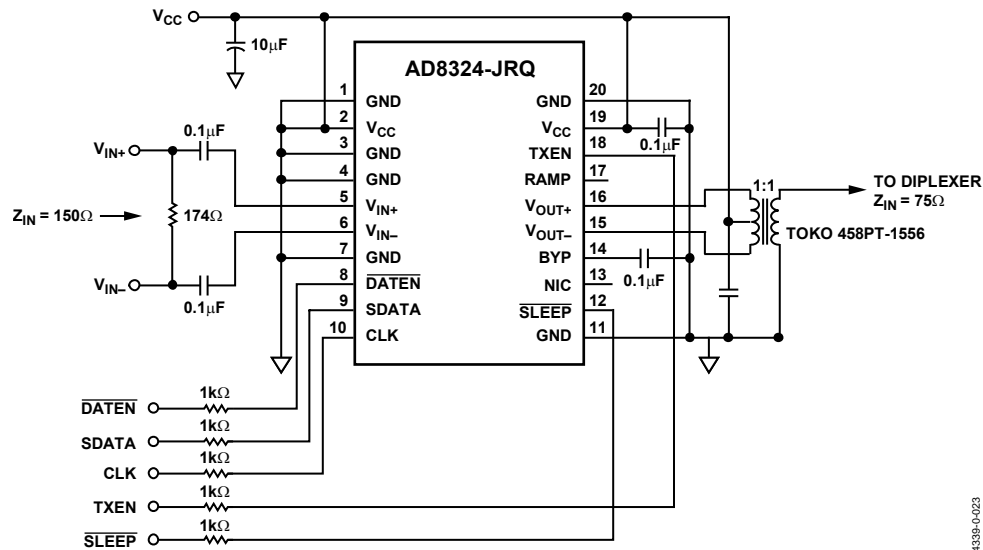 VCC
10µF
AD8324-JRQ
1 GND
2 VCC
3 GND
4 GND
5 VIN+
6 VIN–
7 GND
8 DATEN
9 SDATA
10 CLK
GND 20
VCC 19
TXEN 18
RAMP 17
VOUT+ 16
VOUT– 15
BYP 14
NIC 13
SLEEP 12
GND 11
0.1µF
VIN+
ZIN = 150Ω
174Ω
VIN–
0.1µF
0.1µF
0.1µF
1:1
TO DIPLEXER
ZIN = 75Ω
TOKO 458PT-1556
DATEN 1kΩ
SDATA 1kΩ
CLK 1kΩ
TXEN 1kΩ
SLEEP 1kΩ
4339-0-023